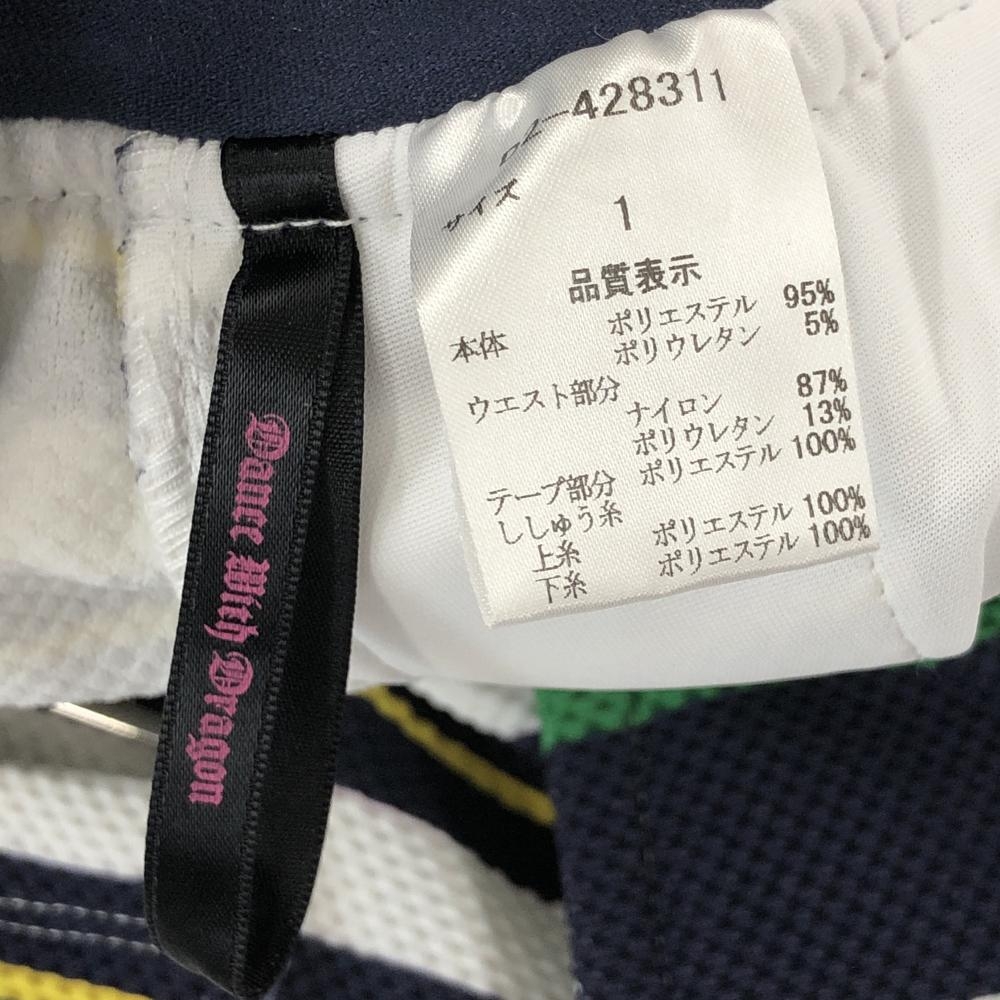 -428311
サイズ
1
品質表示
本体 ポリエステル 95%
ポリウレタン 5%
ウエスト部分
ナイロン 87%
ポリウレタン 13%
ポリエステル 100%
テープ部分
ししゅう糸
上糸 ポリエステル 100%
下糸 ポリエステル 100%
Dance With Dragon